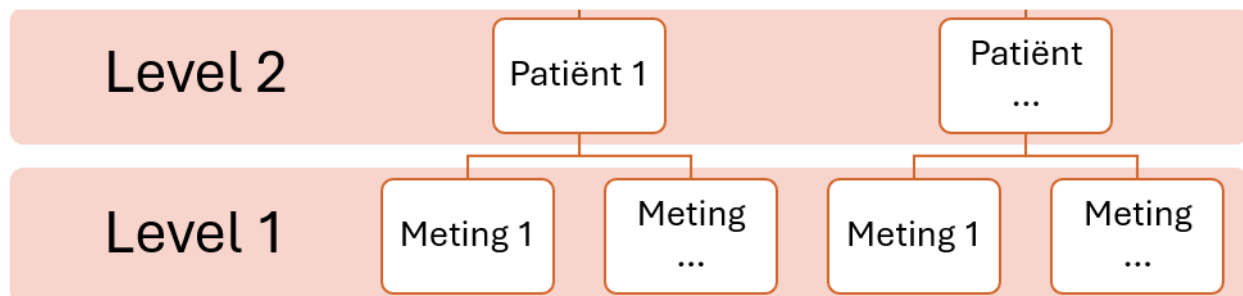 Level 2
Patiënt 1
Patiënt
...
Level 1
Meting 1
Meting
...
Meting 1
Meting
...